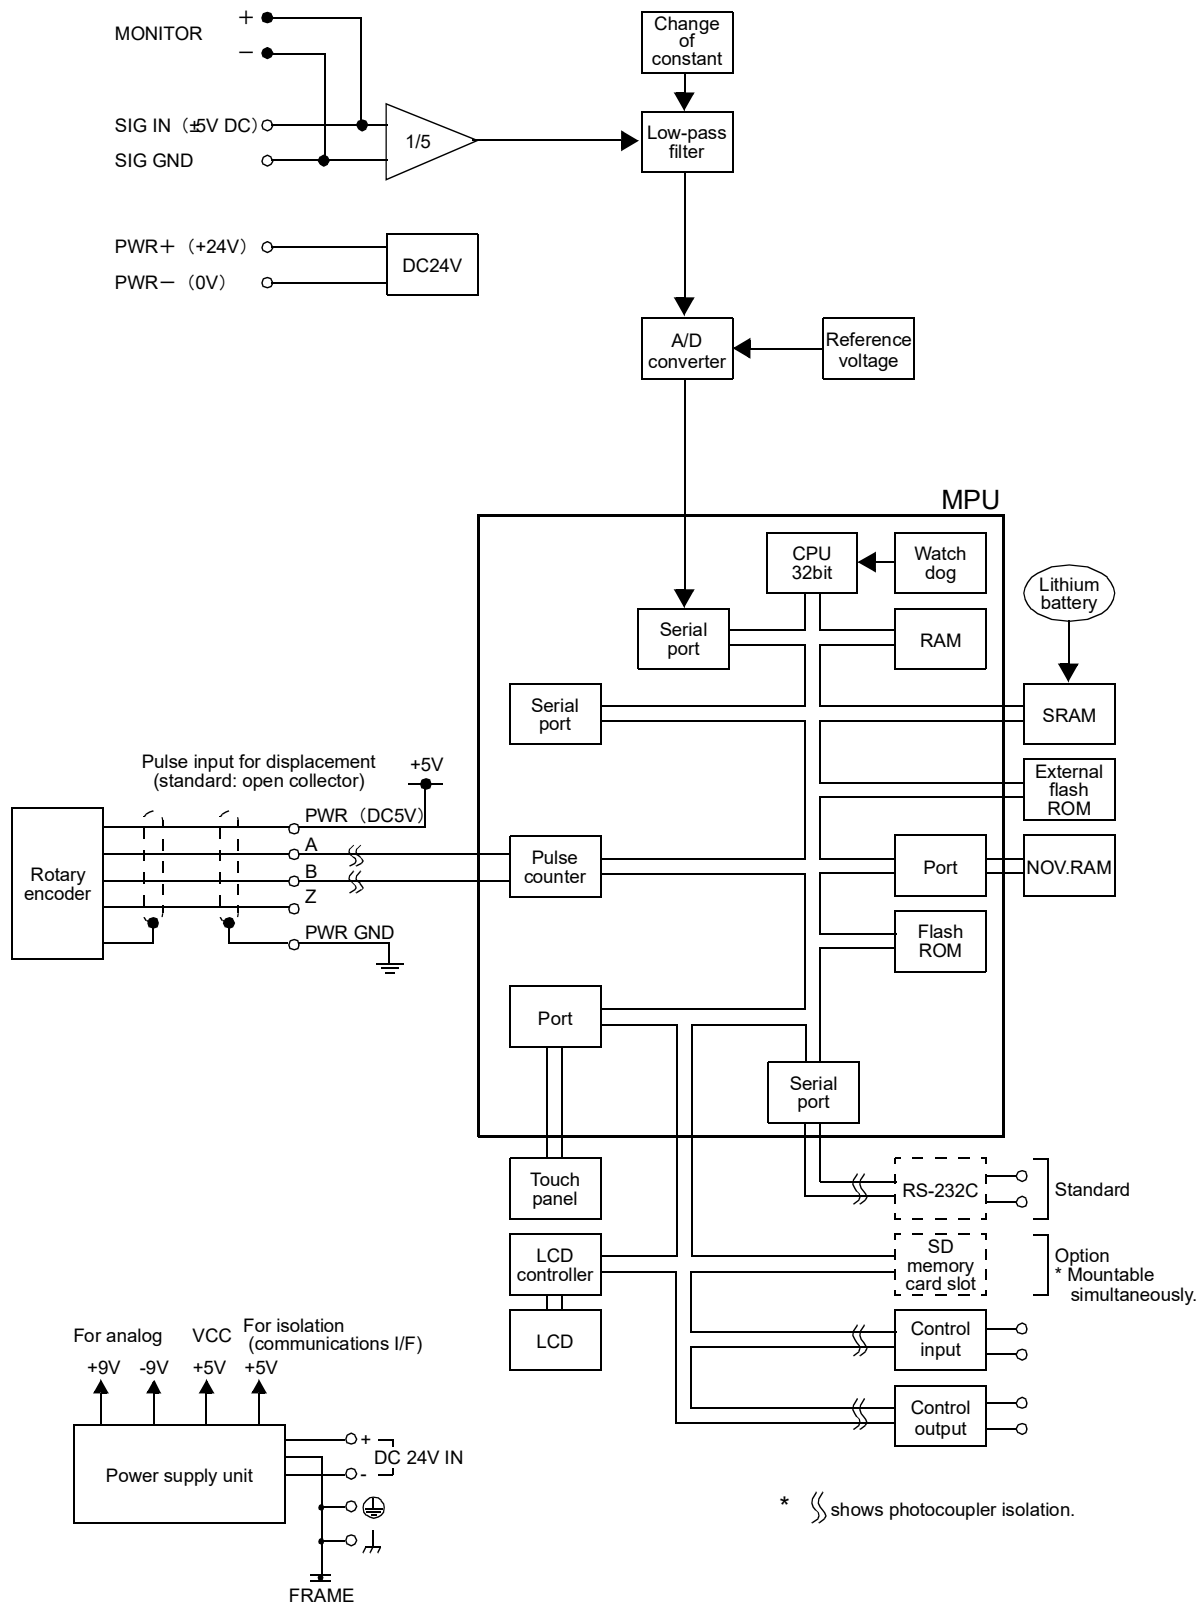 MONITOR
+
−
SIG IN (±5V DC)
SIG GND
1/5
Change
of
constant
Low-pass
filter
PWR+ (+24V)
PWR− (0V)
DC24V
A/D
converter
Reference
voltage
MPU
CPU
32bit
Watch
dog
Lithium
battery
Serial
port
RAM
Serial
port
SRAM
Pulse input for displacement
(standard: open collector)
+5V
External
flash
ROM
PWR (DC5V)
A
B
Z
PWR GND
Rotary
encoder
Pulse
counter
Port
NOV.RAM
Flash
ROM
Port
Serial
port
Touch
panel
RS-232C
Standard
LCD
controller
SD
memory
card slot
Option
* Mountable
simultaneously.
LCD
Control
input
Control
output
For analog
VCC
For isolation
(communications I/F)
+9V
-9V
+5V
+5V
Power supply unit
+
DC 24V IN
-
FRAME
* shows photocoupler isolation.